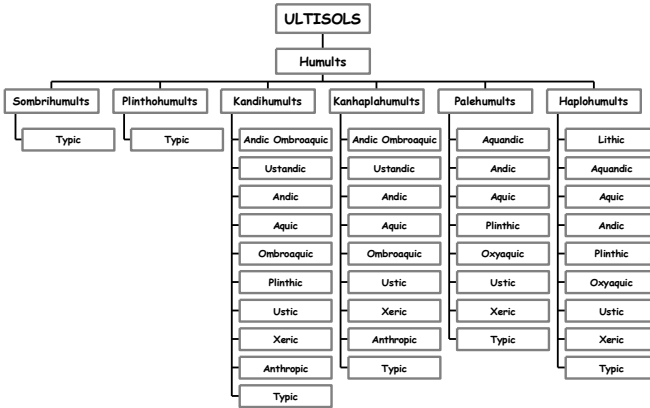 ULTISOLS
Humults
Sombrihumults
Plinthohumults
Kandihumults
Kanhaplahumults
Palehumults
Haplohumults
Typic
Typic
Andic Ombroaquic
Ustandic
Andic
Aquic
Ombroaquic
Plinthic
Ustic
Xeric
Anthropic
Typic
Andic Ombroaquic
Ustandic
Andic
Aquic
Ombroaquic
Ustic
Xeric
Anthropic
Typic
Aquandic
Andic
Aquic
Plinthic
Oxyaquic
Ustic
Xeric
Typic
Lithic
Aquandic
Aquic
Andic
Plinthic
Oxyaquic
Ustic
Xeric
Typic